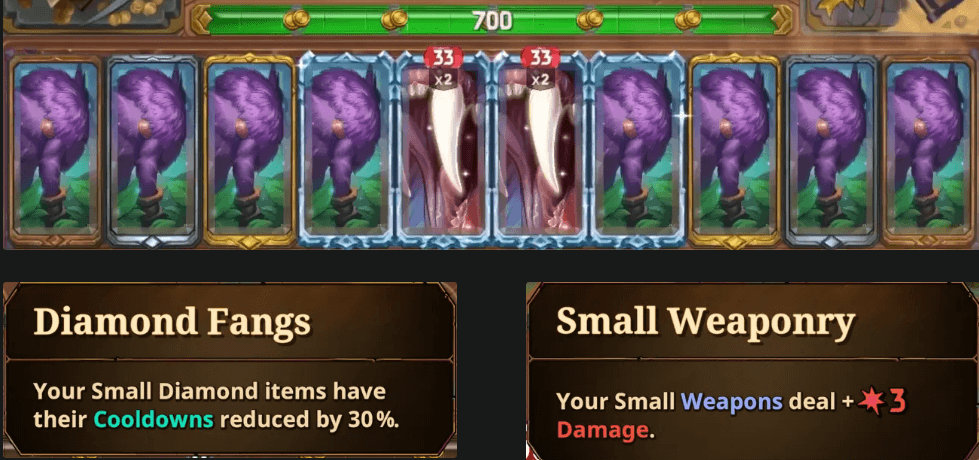 700
33 33
x2 x2
Diamond Fangs
Your Small Diamond items have
their Cooldowns reduced by 30%.
Small Weaponry
Your Small Weapons deal + 3
Damage.